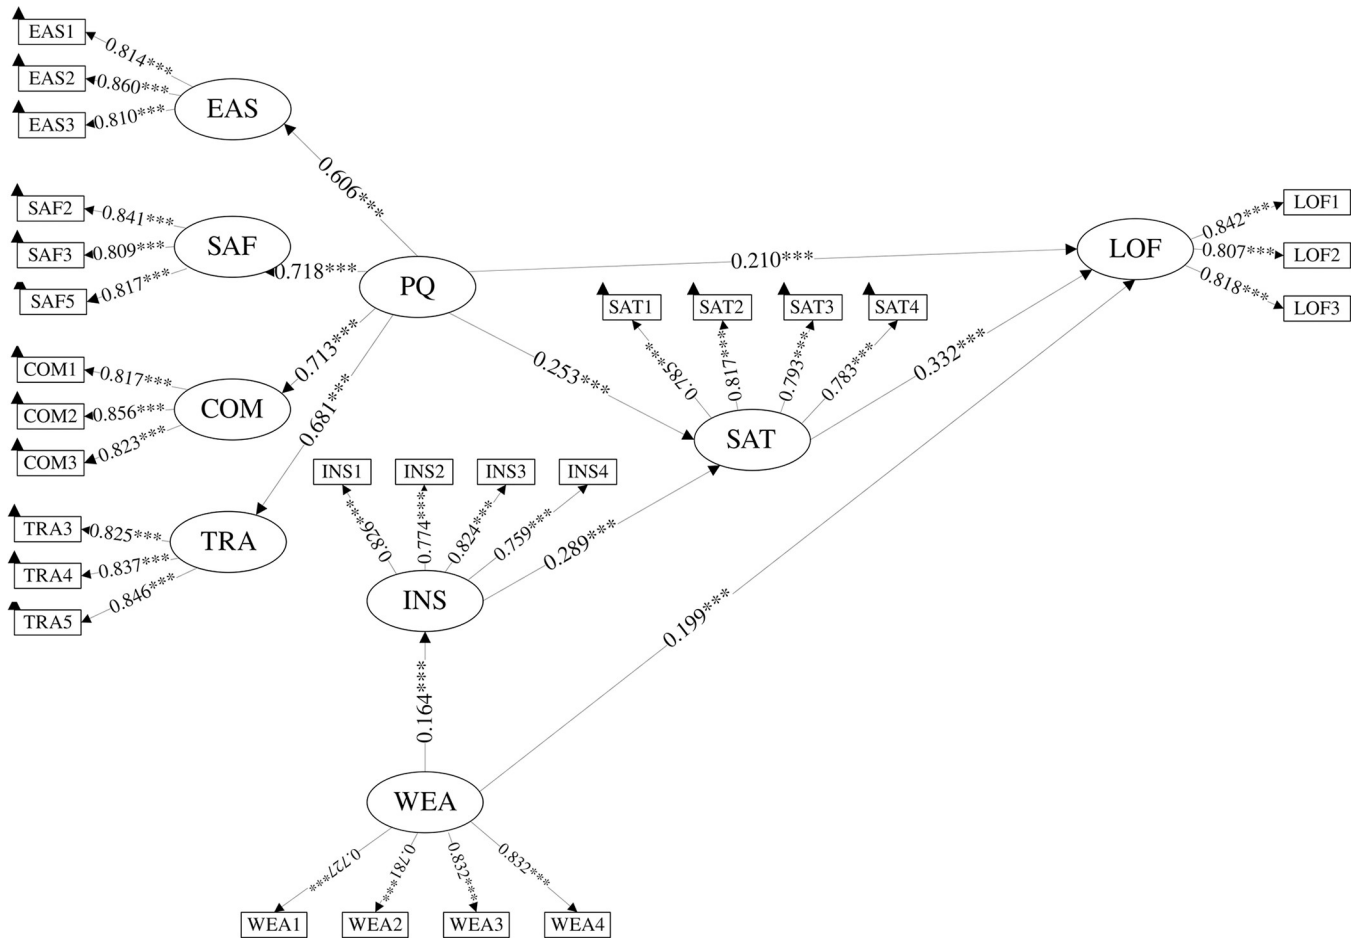 EAS1
0.814***
EAS2
0.860***
EAS3
0.810***
EAS
0.606***
SAF2
0.841***
SAF3
0.809***
SAF5
0.817***
SAF
0.718***
PQ
0.210***
LOF
0.842***
LOF1
0.807***
LOF2
0.818***
LOF3
SAT1
SAT2
SAT3
SAT4
0.785***
0.817***
0.793***
0.783***
0.332***
0.253***
SAT
COM1
0.817***
COM2
0.856***
COM3
0.823***
COM
0.713***
0.681***
INS1
INS2
INS3
INS4
0.826***
0.774***
0.824***
0.759***
0.289***
TRA3
0.825***
TRA4
0.837***
TRA5
0.846***
TRA
INS
0.199***
0.164***
WEA
0.727***
0.781***
0.832***
0.832***
WEA1
WEA2
WEA3
WEA4